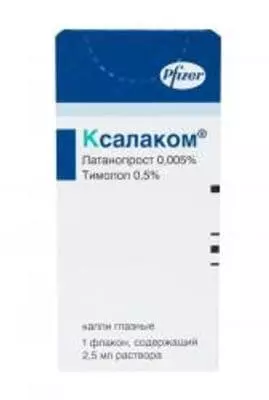 Pfizer
Ксалаком®
Латанопрост 0,005%
Тимолол 0,5%
капли глазные
1 флакон, содержащий
2,5 мл раствора